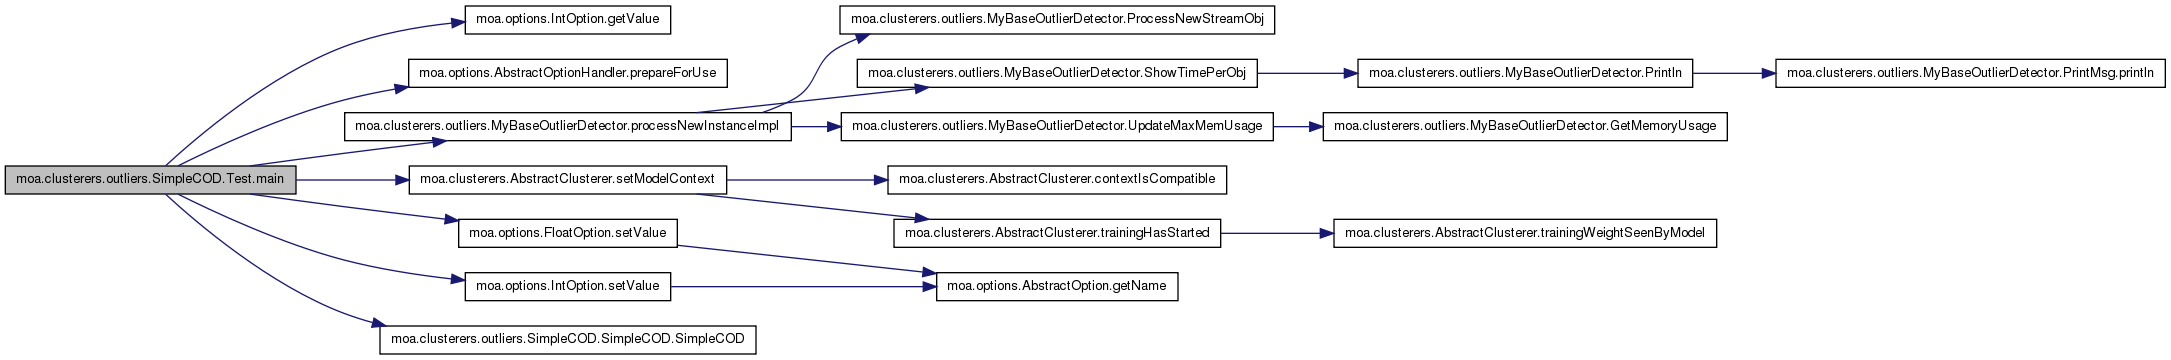 moa.options.IntOption.getValue
moa.clusterers.outliers.MyBaseOutlierDetector.ProcessNewStreamObj
moa.options.AbstractOptionHandler.prepareForUse
moa.clusterers.outliers.MyBaseOutlierDetector.ShowTimePerObj
moa.clusterers.outliers.MyBaseOutlierDetector.Println
moa.clusterers.outliers.MyBaseOutlierDetector.PrintMsg.println
moa.clusterers.outliers.MyBaseOutlierDetector.processNewInstanceImpl
moa.clusterers.outliers.MyBaseOutlierDetector.UpdateMaxMemUsage
moa.clusterers.outliers.MyBaseOutlierDetector.GetMemoryUsage
moa.clusterers.outliers.SimpleCOD.Test.main
moa.clusterers.AbstractClusterer.setModelContext
moa.clusterers.AbstractClusterer.contextIsCompatible
moa.options.FloatOption.setValue
moa.clusterers.AbstractClusterer.trainingHasStarted
moa.clusterers.AbstractClusterer.trainingWeightSeenByModel
moa.options.IntOption.setValue
moa.options.AbstractOption.getName
moa.clusterers.outliers.SimpleCOD.SimpleCOD.SimpleCOD